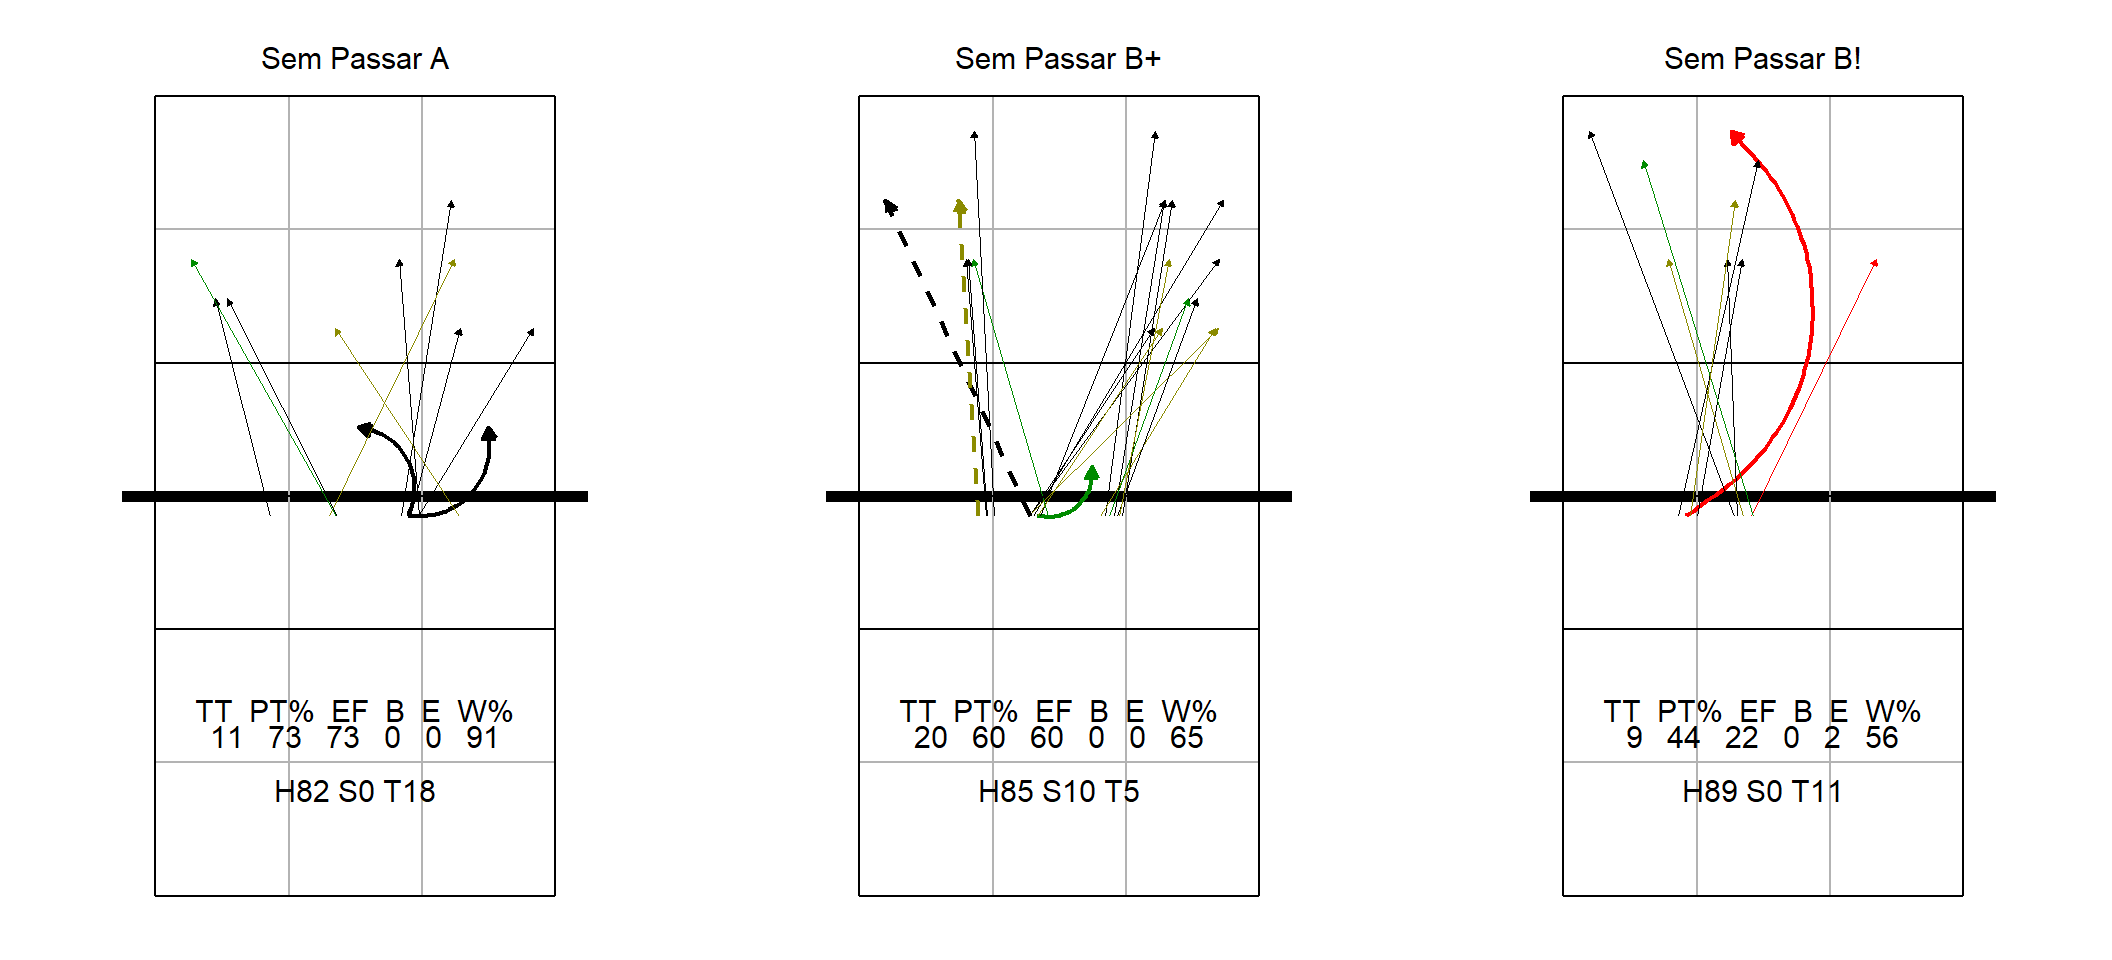 Sem Passar A
TT PT% EF B E W%
11 73 73 0 0 91
H82 S0 T18
Sem Passar B+
TT PT% EF B E W%
20 60 60 0 0 65
H85 S10 T5
Sem Passar B!
TT PT% EF B E W%
9 44 22 0 2 56
H89 S0 T11